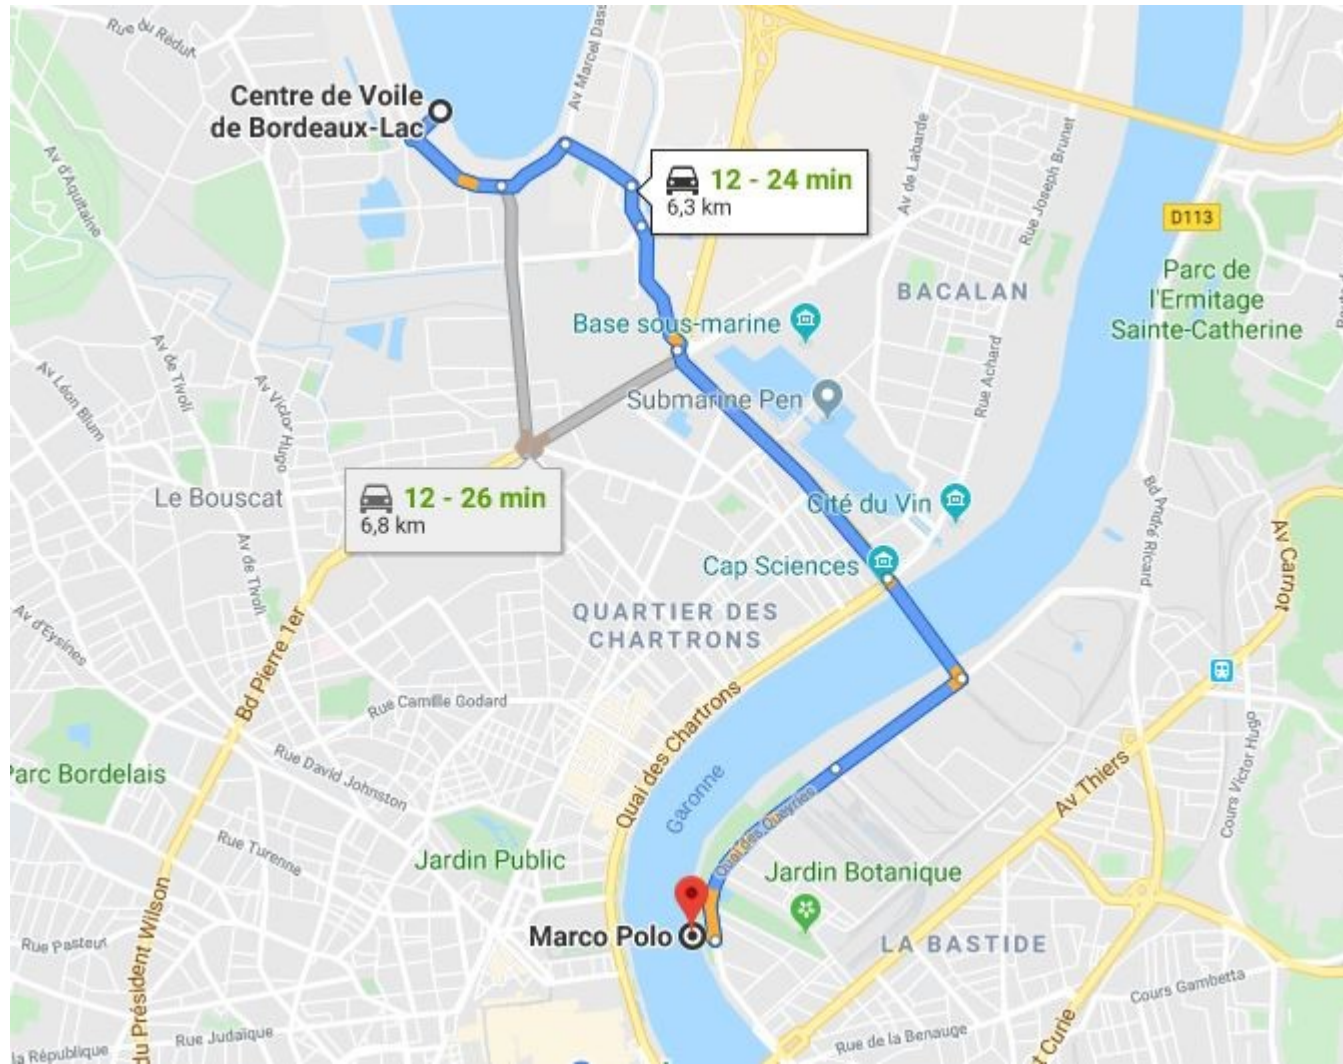 Rue du Réduit
Av Marcel Dass
Centre de Voile
de Bordeaux-Lac
Av d'Aquitaine
12 - 24 min
6,3 km
Av de Labarde
Rue Joseph Brunet
D113
Parc de
l'Ermitage
Sainte-Catherine
BACALAN
Base sous-marine
Av de Tivoli
Av Victor Hugo
Av Léon Blum
Submarine Pen
Rue Achard
Le Bouscat
12 - 26 min
6,8 km
Cité du Vin
Bd André Ricard
Av Carnot
Av de Tivoli
Cap Sciences
QUARTIER DES
CHARTRONS
Av d'Eysines
Bd Pierre 1er
Rue Camille Godard
Quai des Chartrons
Parc Bordelais
Rue David Johnston
Garonne
Av Thiers
Cours Victor Hugo
Quai des Queyries
Rue Turenne
Jardin Public
Jardin Botanique
Marco Polo
LA BASTIDE
Rue Pasteur
du Président Wilson
Cours Gambetta
Rue Judaïque
Rue de la Benauge
t Curie
la République